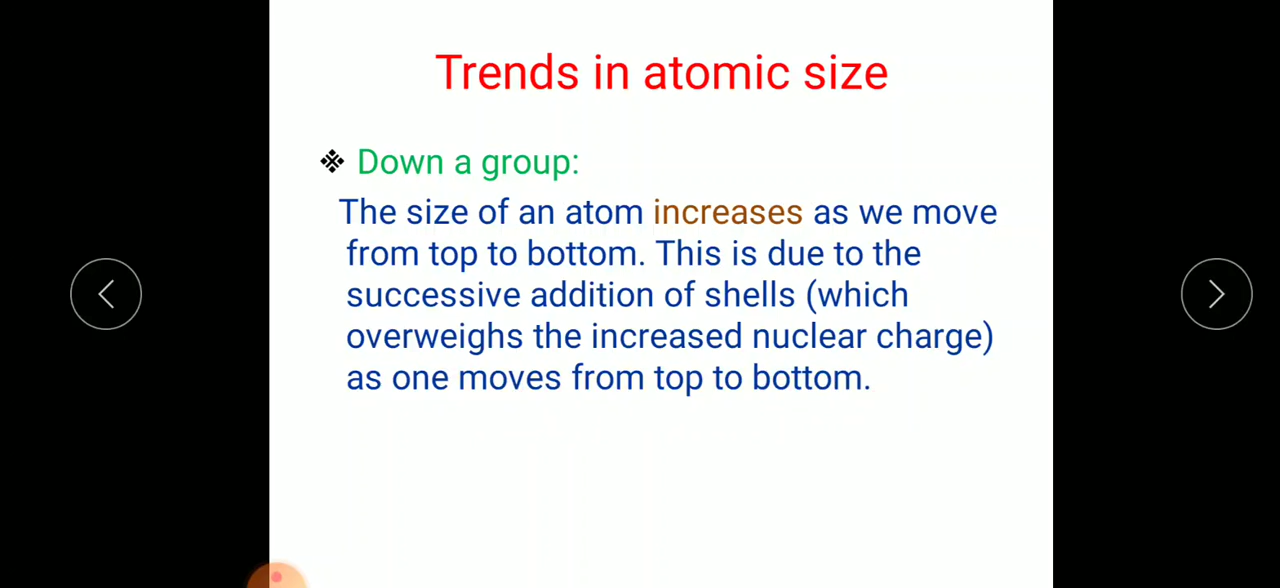 Trends in atomic size
Down a group:
The size of an atom increases as we move
from top to bottom. This is due to the
successive addition of shells (which
overweighs the increased nuclear charge)
as one moves from top to bottom.